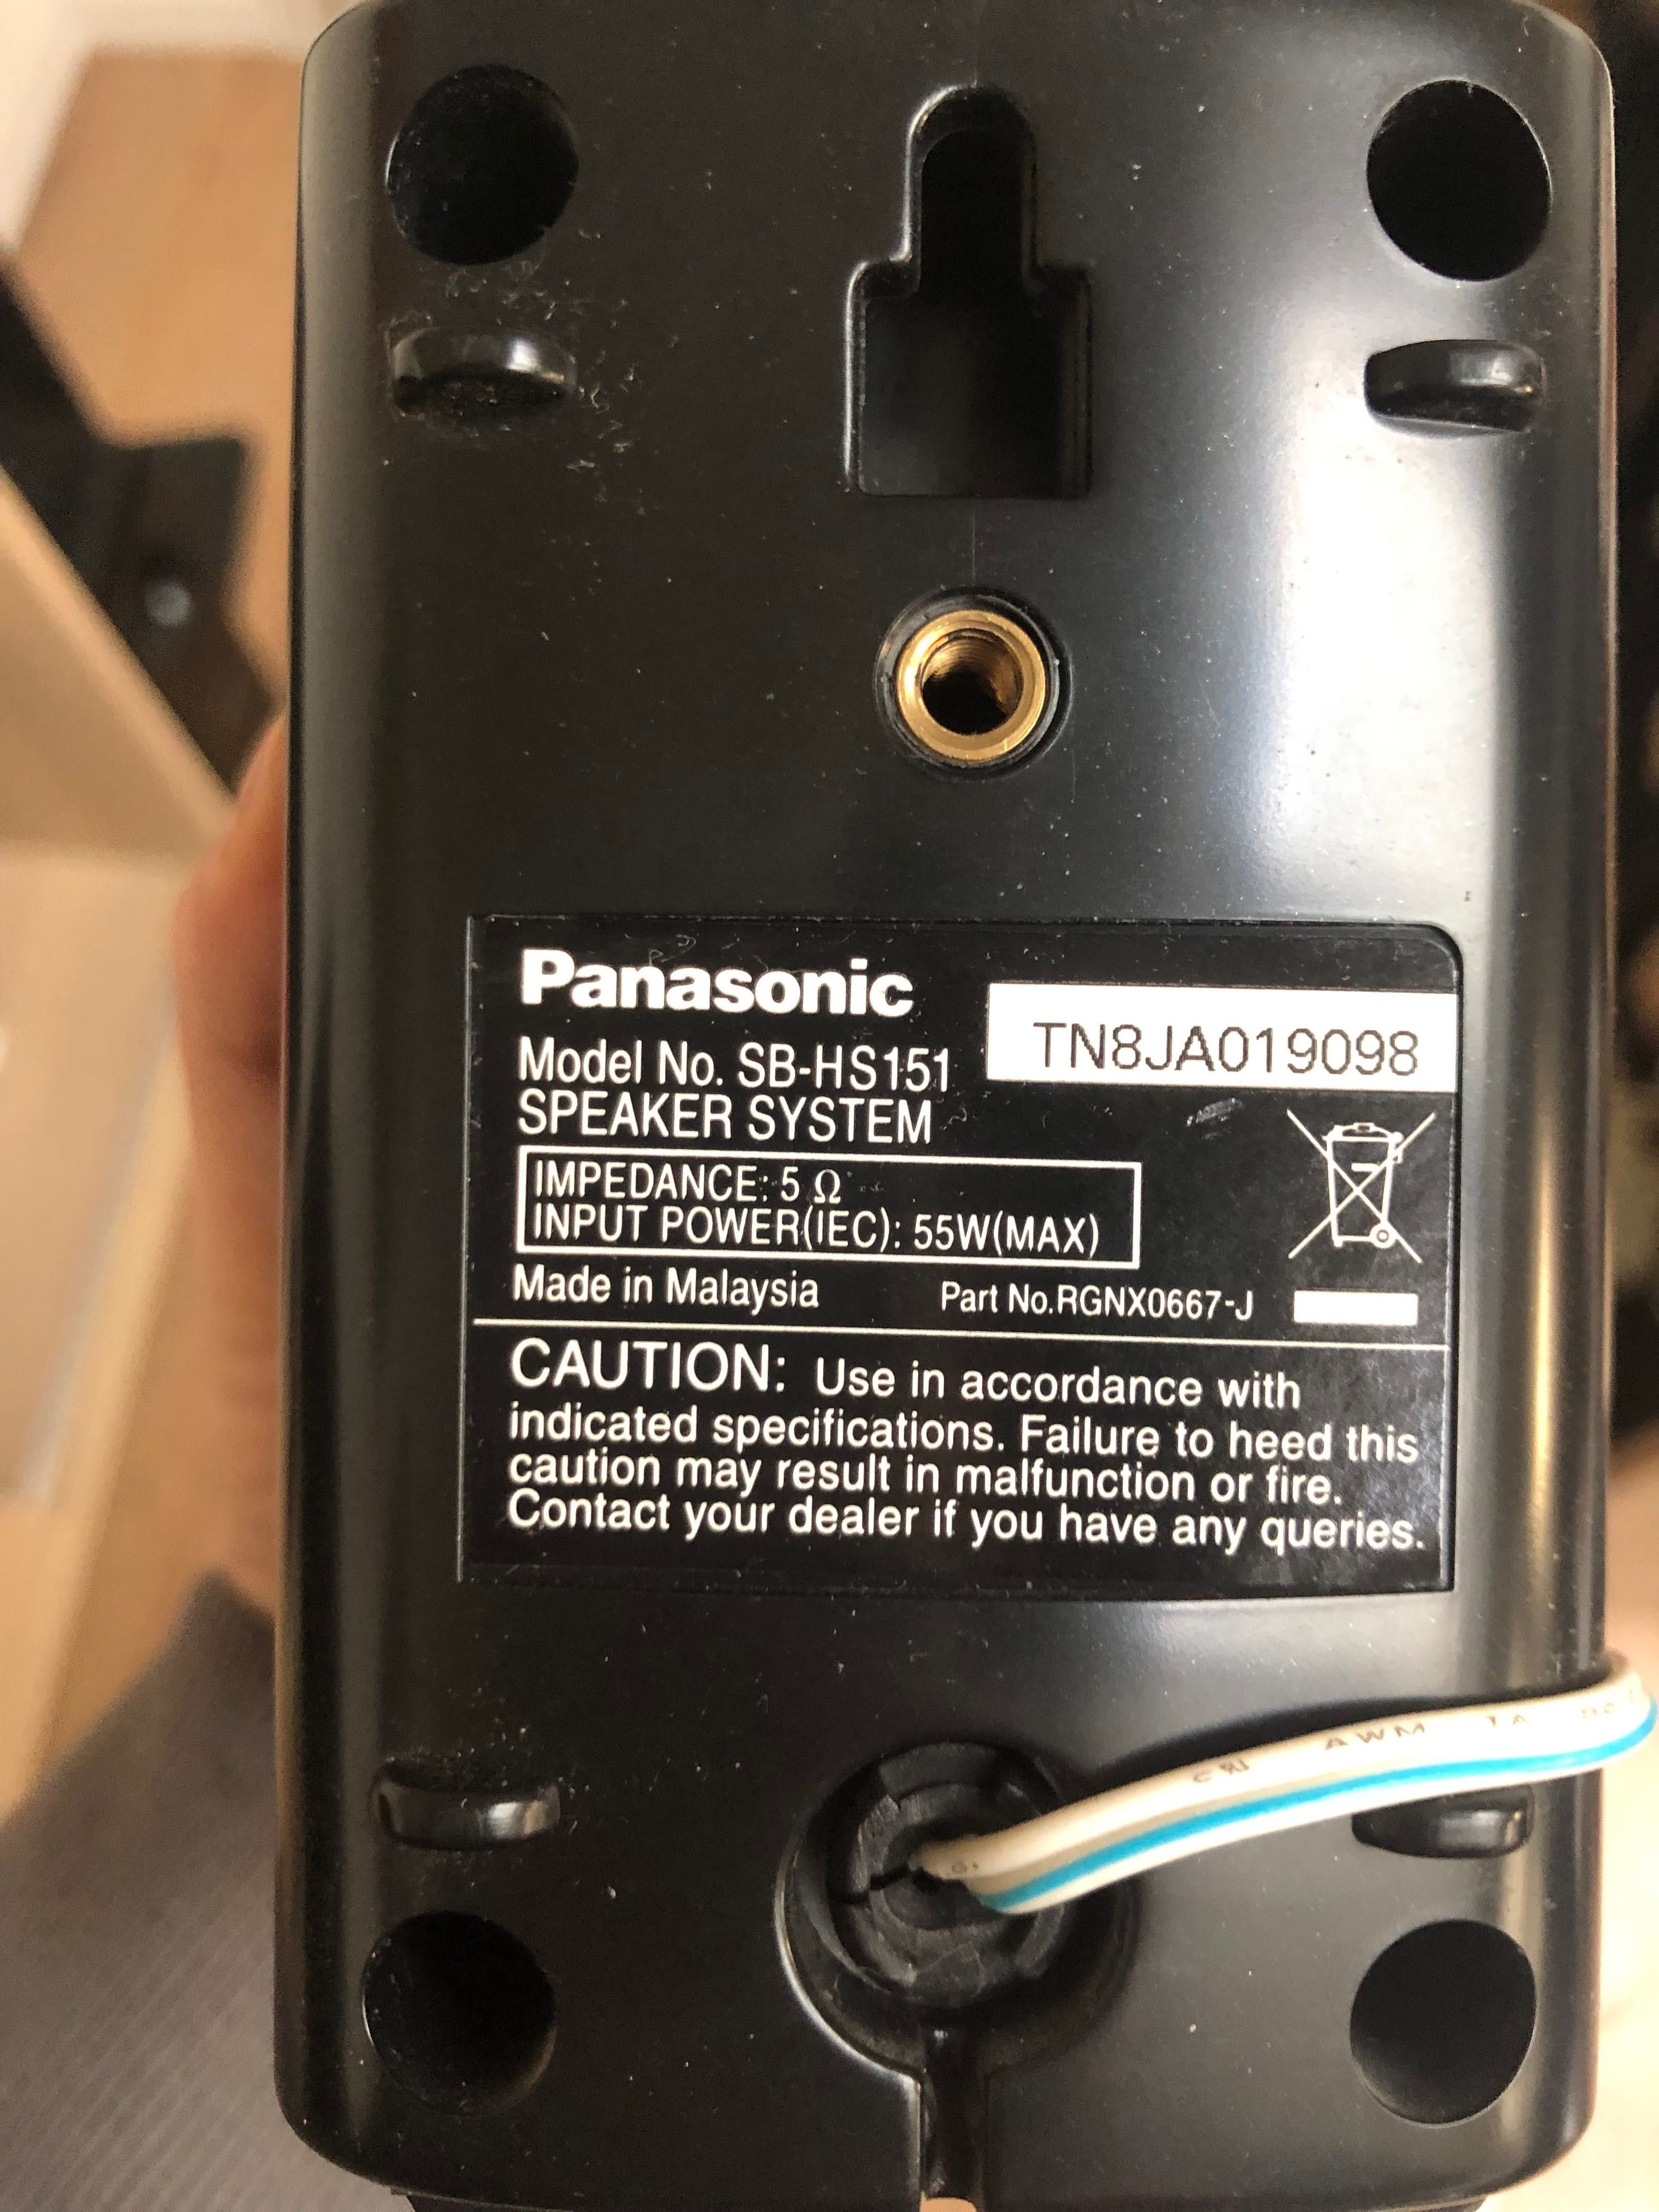 Panasonic
TN8JA019098
Model No. SB-HS151
SPEAKER SYSTEM
IMPEDANCE: 5 Ω
INPUT POWER(IEC): 55W(MAX)
Made in Malaysia
Part No.RGNX0667-J
CAUTION: Use in accordance with
indicated specifications. Failure to heed this
caution may result in malfunction or fire.
Contact your dealer if you have any queries.
AWM